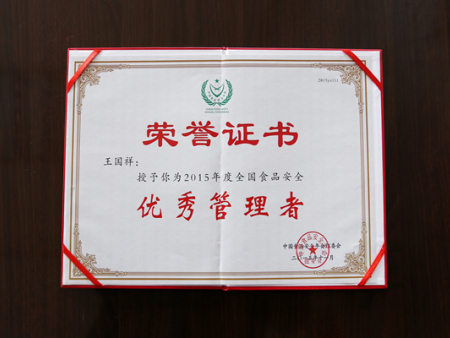 荣誉证书
王国祥：
授予你为2015年度全国食品安全
优秀管理者